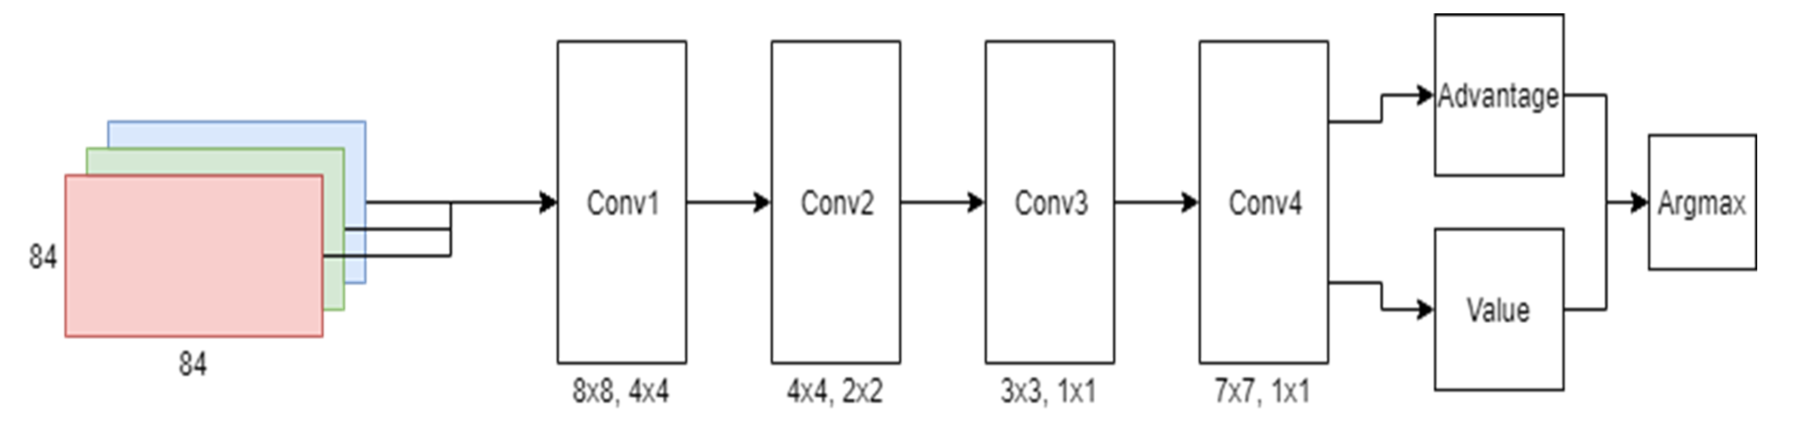 84
84
Conv1
8x8, 4x4
Conv2
4x4, 2x2
Conv3
3x3, 1x1
Conv4
7x7, 1x1
Advantage
Value
Argmax